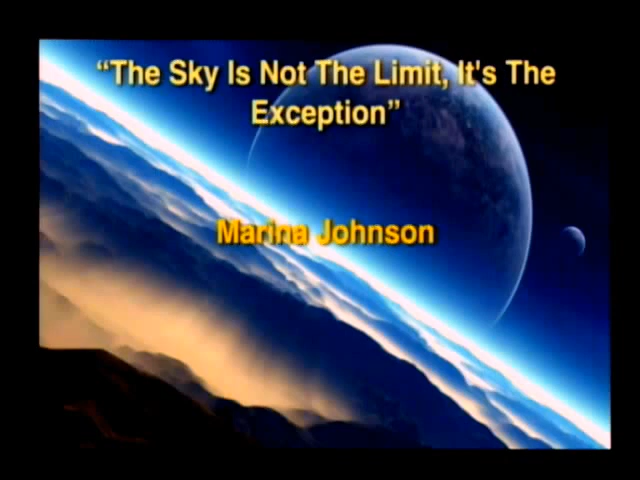 “The Sky Is Not The Limit, It's The
Exception”
Marina Johnson